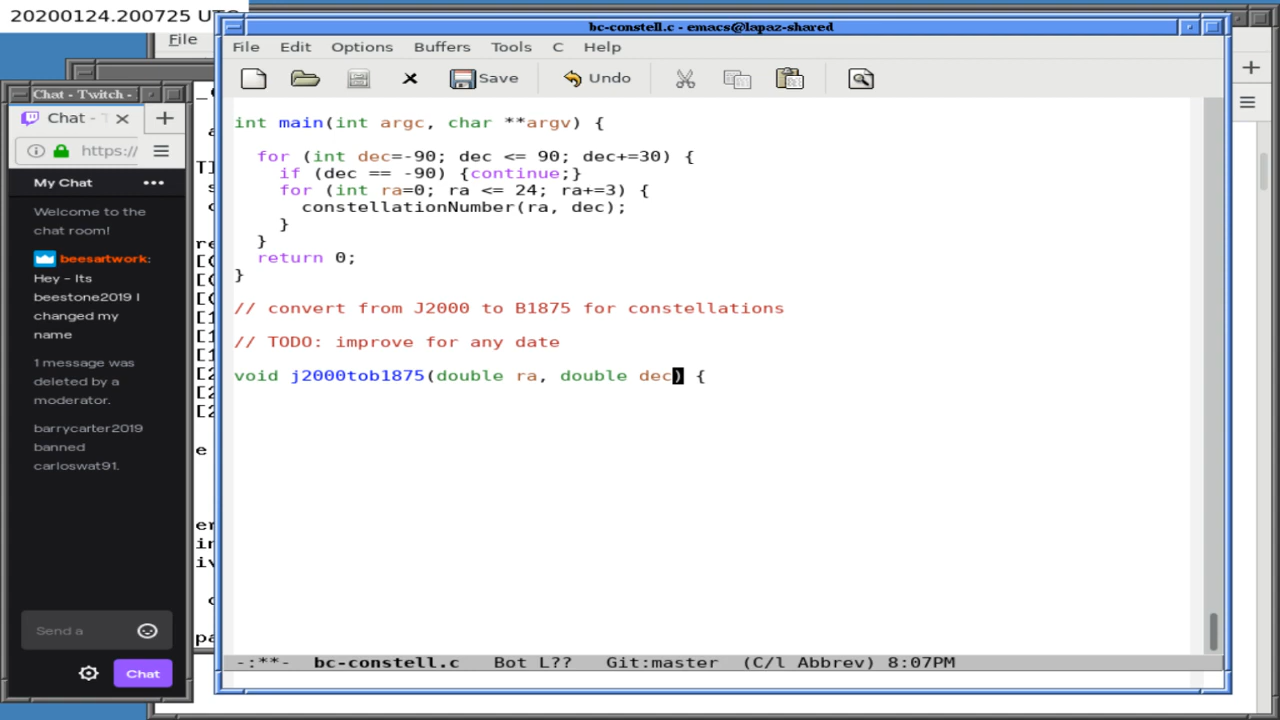 20200124.200725 UTC
File
bc-constell.c - emacs@lapaz-shared
File Edit Options Buffers Tools C Help
Save
Undo
Chat - Twitch -
Chat -
https://
My Chat
Welcome to the
chat room!
beesartwork:
Hey - Its
beestone2019 I
changed my
name
1 message was
deleted by a
moderator.
barrycarter2019
banned
carloswat91.
Send a
Chat
int main(int argc, char **argv) {
for (int dec=-90; dec <= 90; dec+=30) {
if (dec == -90) {continue;}
for (int ra=0; ra <= 24; ra+=3) {
constellationNumber(ra, dec);
}
}
return 0;
}
// convert from J2000 to B1875 for constellations
// TODO: improve for any date
void j2000tob1875(double ra, double dec) {
-:**- bc-constell.c Bot L?? Git:master (C/l Abbrev) 8:07PM